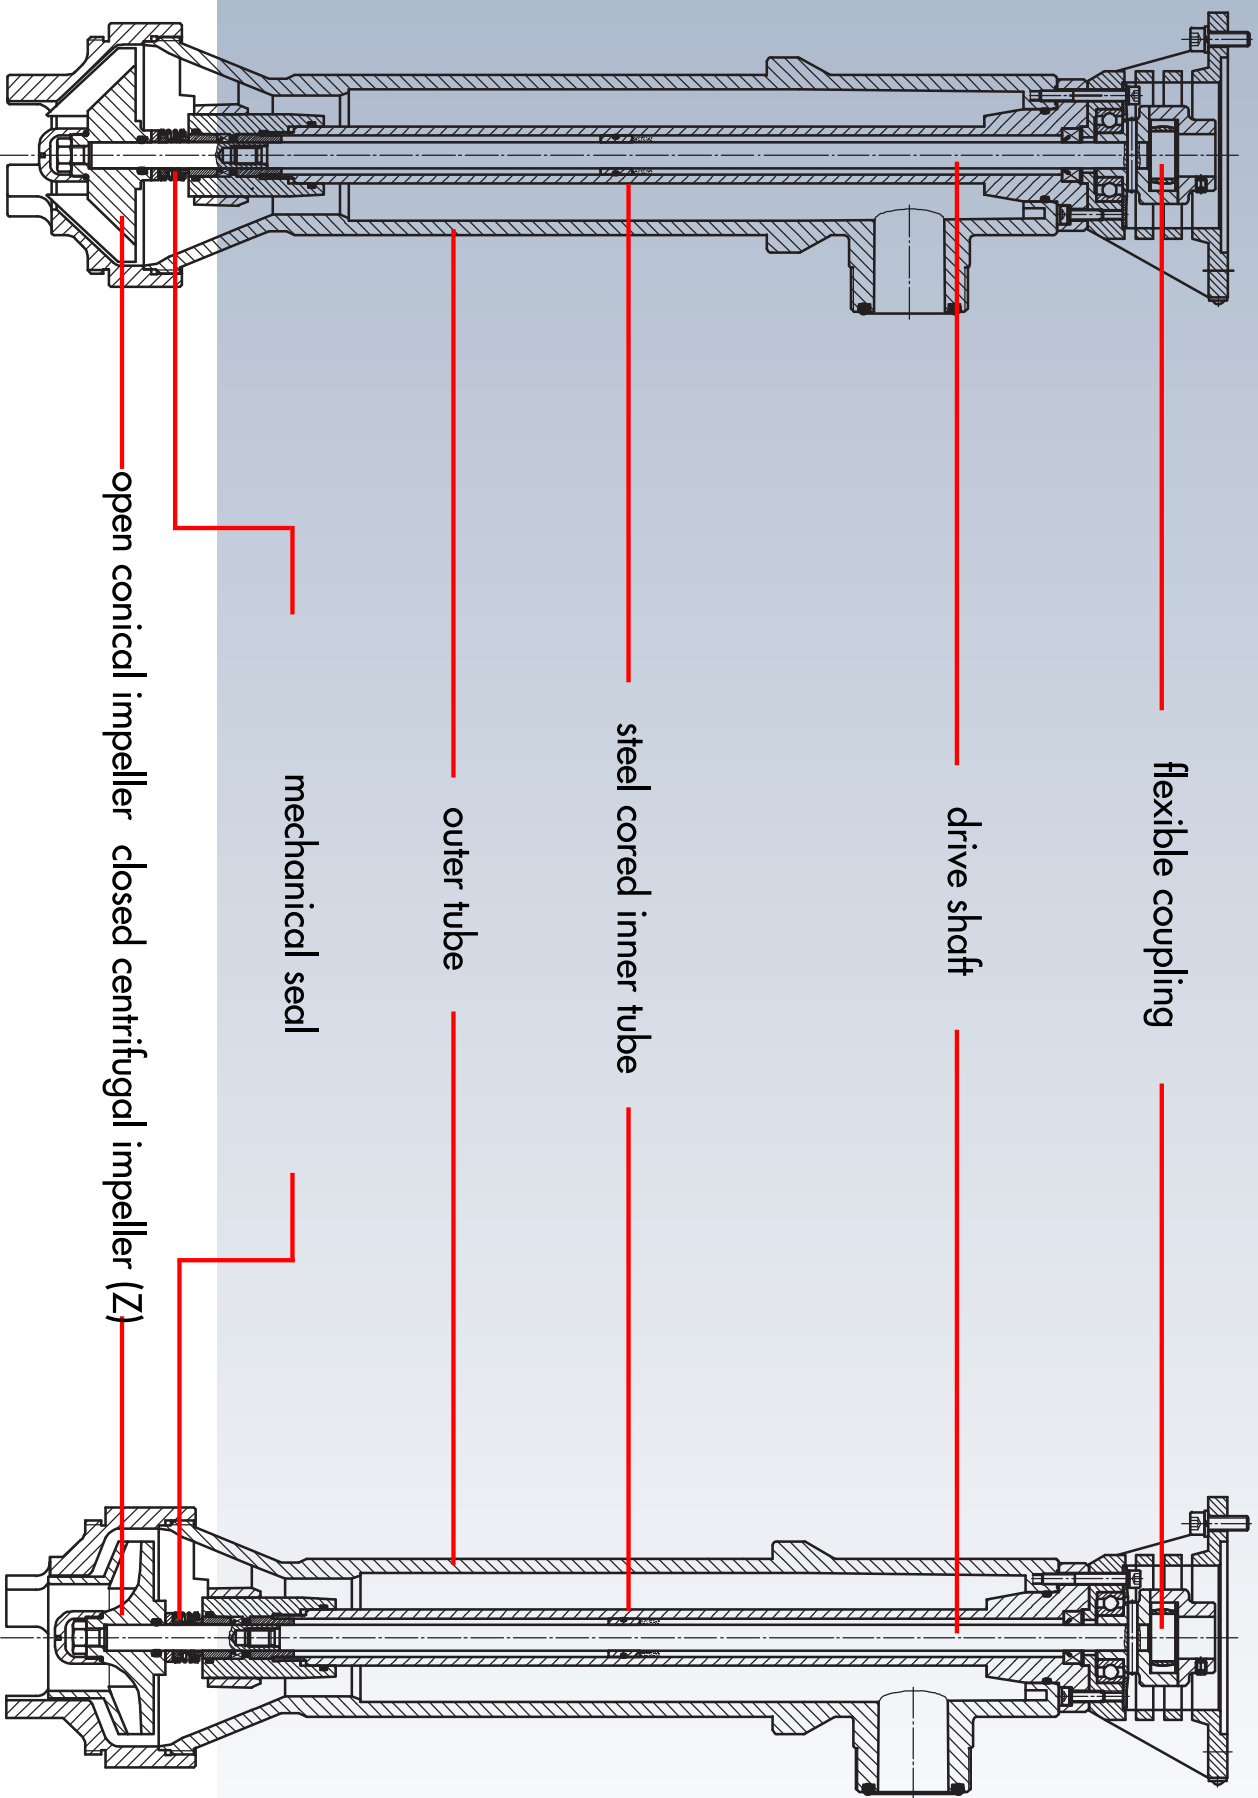 flexible coupling
drive shaft
steel cored inner tube
outer tube
mechanical seal
open conical impeller closed centrifugal impeller (Z)